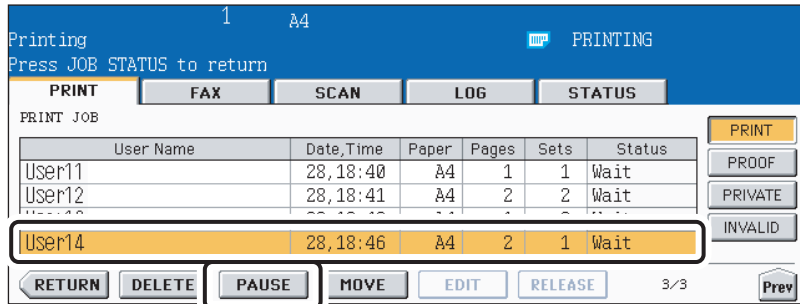 1 A4
Printing PRINTING
Press JOB STATUS to return
PRINT FAX SCAN LOG STATUS
PRINT JOB
PRINT
User Name Date,Time Paper Pages Sets Status
User11 28,18:40 A4 1 1 Wait
PROOF
User12 28,18:41 A4 2 2 Wait
PRIVATE
INVALID
User14 28,18:46 A4 2 1 Wait
RETURN DELETE PAUSE MOVE EDIT RELEASE 3/3 Prev